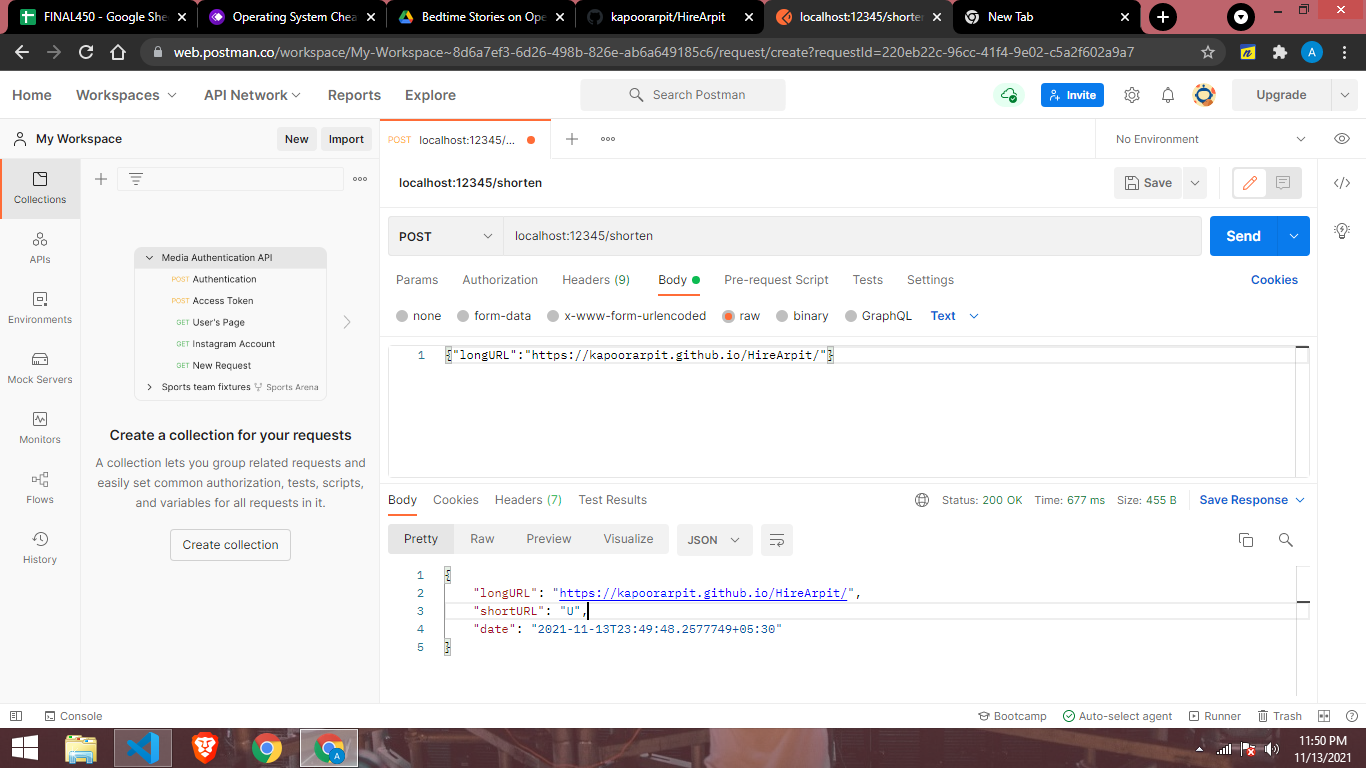 FINAL450 - Google She
Operating System Chea
Bedtime Stories on Ope
kapoorarpit/HireArpit
localhost:12345/shorten
New Tab
web.postman.co/workspace/My-Workspace~8d6a7ef3-6d26-498b-826e-ab6a649185c6/request/create?requestId=220eb22c-96cc-41f4-9e02-c5a2f602a9a7
A
Home
Workspaces
API Network
Reports
Explore
Search Postman
Invite
Upgrade
My Workspace
New
Import
POST localhost:12345/...
No Environment
Collections
APIs
Environments
Mock Servers
Monitors
Flows
History
Media Authentication API
POST Authentication
POST Access Token
GET User's Page
GET Instagram Account
GET New Request
Sports team fixtures Sports Arena
Create a collection for your requests
A collection lets you group related requests and
easily set common authorization, tests, scripts,
and variables for all requests in it.
Create collection
localhost:12345/shorten
Save
POST
localhost:12345/shorten
Send
Params
Authorization
Headers (9)
Body
Pre-request Script
Tests
Settings
Cookies
none
form-data
x-www-form-urlencoded
raw
binary
GraphQL
Text
1 {"longURL":"https://kapoorarpit.github.io/HireArpit/"}
Body
Cookies
Headers (7)
Test Results
Status: 200 OK
Time: 677 ms
Size: 455 B
Save Response
Pretty
Raw
Preview
Visualize
JSON
1 {
2 "longURL": "https://kapoorarpit.github.io/HireArpit/",
3 "shortURL": "U",
4 "date": "2021-11-13T23:49:48.2577749+05:30"
5 }
Console
Bootcamp
Auto-select agent
Runner
Trash
A
11:50 PM
11/13/2021